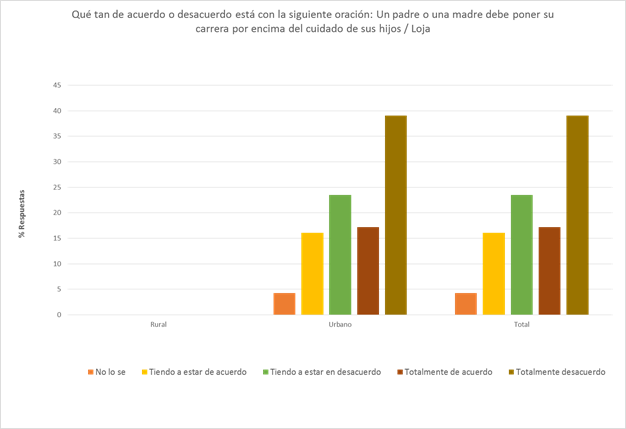 Qué tan de acuerdo o desacuerdo está con la siguiente oración: Un padre o una madre debe poner su
carrera por encima del cuidado de sus hijos / Loja
% Respuestas
45
40
35
30
25
20
15
10
5
0
Rural Urbano Total
No lo se Tiendo a estar de acuerdo Tiendo a estar en desacuerdo Totalmente de acuerdo Totalmente desacuerdo